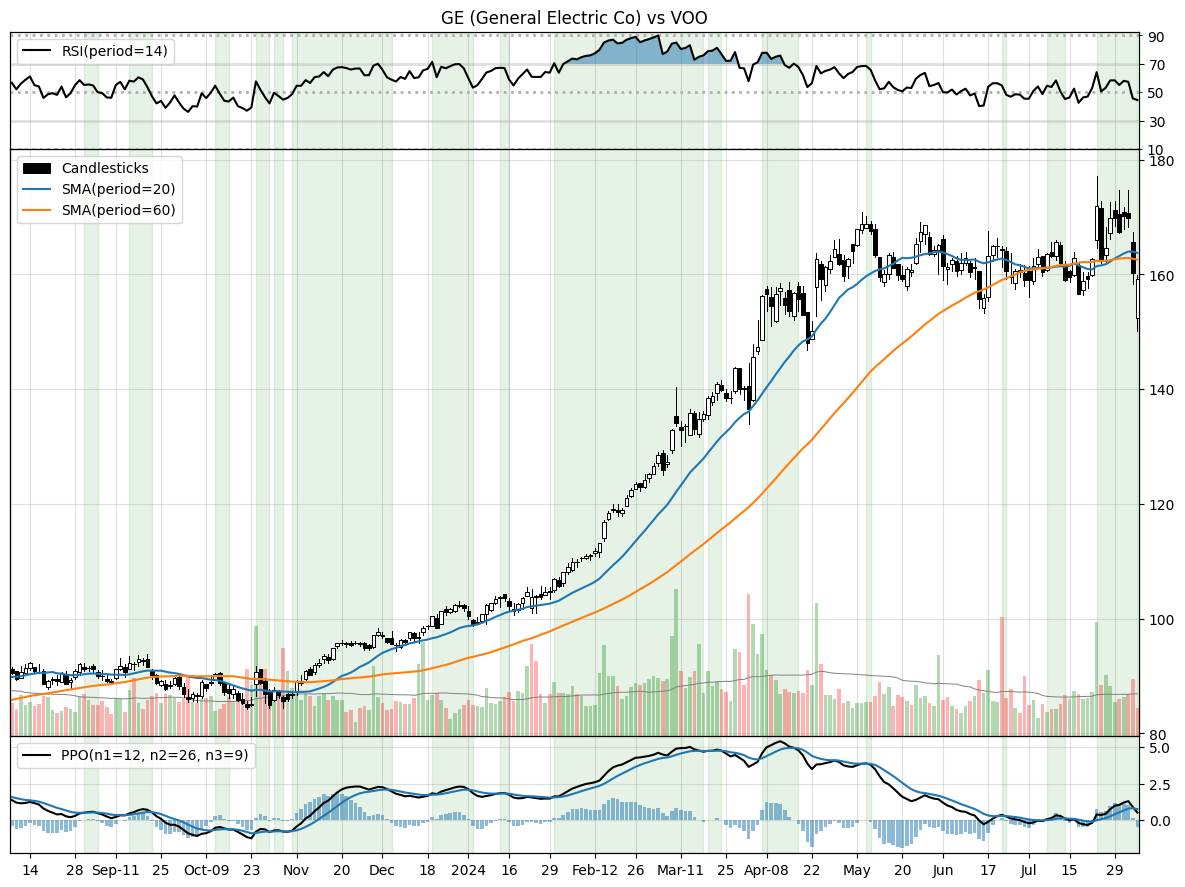 GE (General Electric Co) vs VOO
RSI(period=14)
90
70
50
30
10
Candlesticks
SMA(period=20)
SMA(period=60)
180
160
140
120
100
80
PPO(n1=12, n2=26, n3=9)
5.0
2.5
0.0
14 28 Sep-11 25 Oct-09 23 Nov 20 Dec 18 2024 16 29 Feb-12 26 Mar-11 25 Apr-08 22 May 20 Jun 17 Jul 15 29